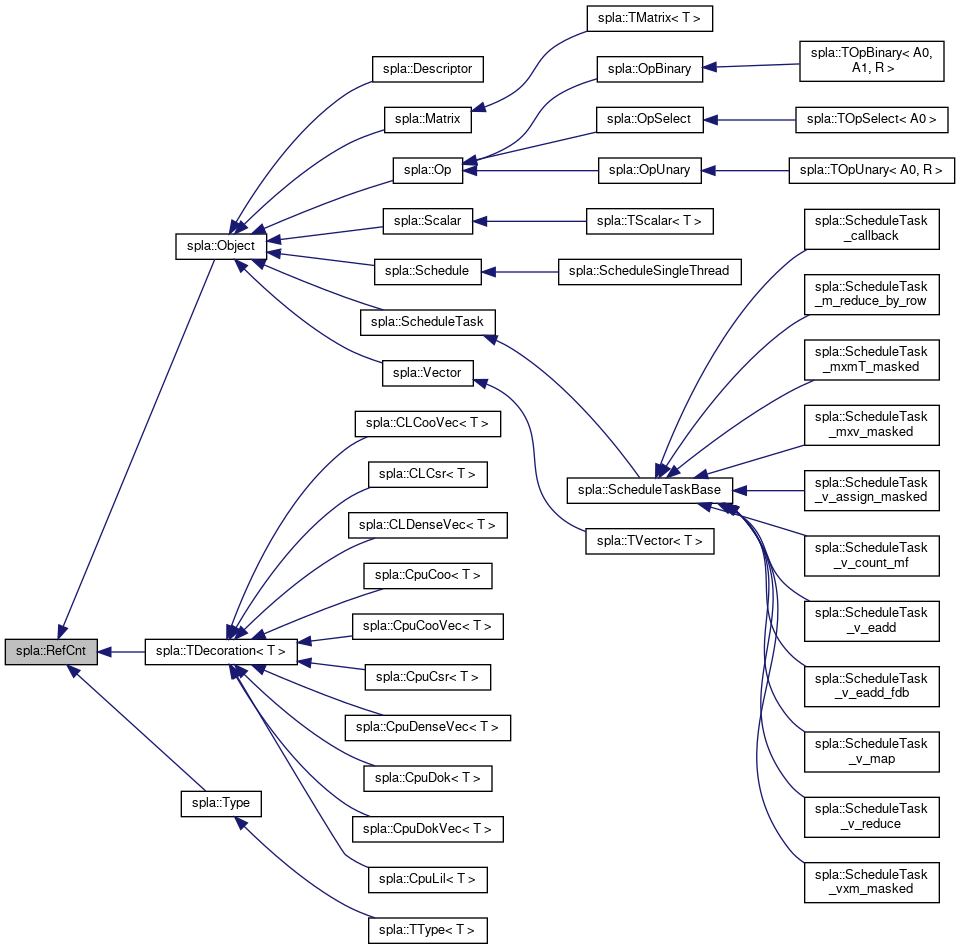 spla::TMatrix< T >
spla::Descriptor
spla::OpBinary
spla::TOpBinary< A0,
A1, R >
spla::Matrix
spla::OpSelect
spla::TOpSelect< A0 >
spla::Op
spla::OpUnary
spla::TOpUnary< A0, R >
spla::Scalar
spla::TScalar< T >
spla::ScheduleTask
_callback
spla::Object
spla::Schedule
spla::ScheduleSingleThread
spla::ScheduleTask
_m_reduce_by_row
spla::ScheduleTask
spla::ScheduleTask
_mxmT_masked
spla::Vector
spla::CLCooVec< T >
spla::ScheduleTask
_mxv_masked
spla::CLCsr< T >
spla::ScheduleTaskBase
spla::ScheduleTask
_v_assign_masked
spla::CLDenseVec< T >
spla::TVector< T >
spla::ScheduleTask
_v_count_mf
spla::CpuCoo< T >
spla::CpuCooVec< T >
spla::ScheduleTask
_v_eadd
spla::RefCnt
spla::TDecoration< T >
spla::CpuCsr< T >
spla::ScheduleTask
_v_eadd_fdb
spla::CpuDenseVec< T >
spla::ScheduleTask
_v_map
spla::CpuDok< T >
spla::Type
spla::CpuDokVec< T >
spla::ScheduleTask
_v_reduce
spla::CpuLil< T >
spla::ScheduleTask
_vxm_masked
spla::TType< T >